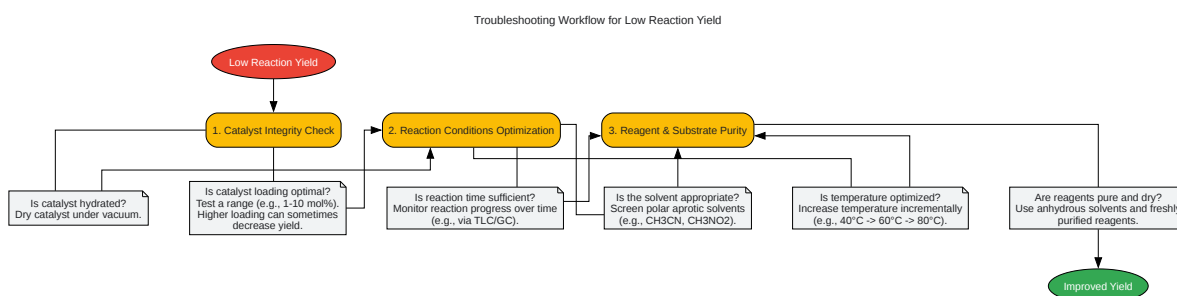 Troubleshooting Workflow for Low Reaction Yield
Low Reaction Yield
1. Catalyst Integrity Check
2. Reaction Conditions Optimization
3. Reagent & Substrate Purity
Is catalyst hydrated?
Dry catalyst under vacuum.
Is catalyst loading optimal?
Test a range (e.g., 1-10 mol%).
Higher loading can sometimes
decrease yield.
Is reaction time sufficient?
Monitor reaction progress over time
(e.g., via TLC/GC).
Is the solvent appropriate?
Screen polar aprotic solvents
(e.g., CH3CN, CH3NO2).
Is temperature optimized?
Increase temperature incrementally
(e.g., 40°C -> 60°C -> 80°C).
Are reagents pure and dry?
Use anhydrous solvents and freshly
purified reagents.
Improved Yield